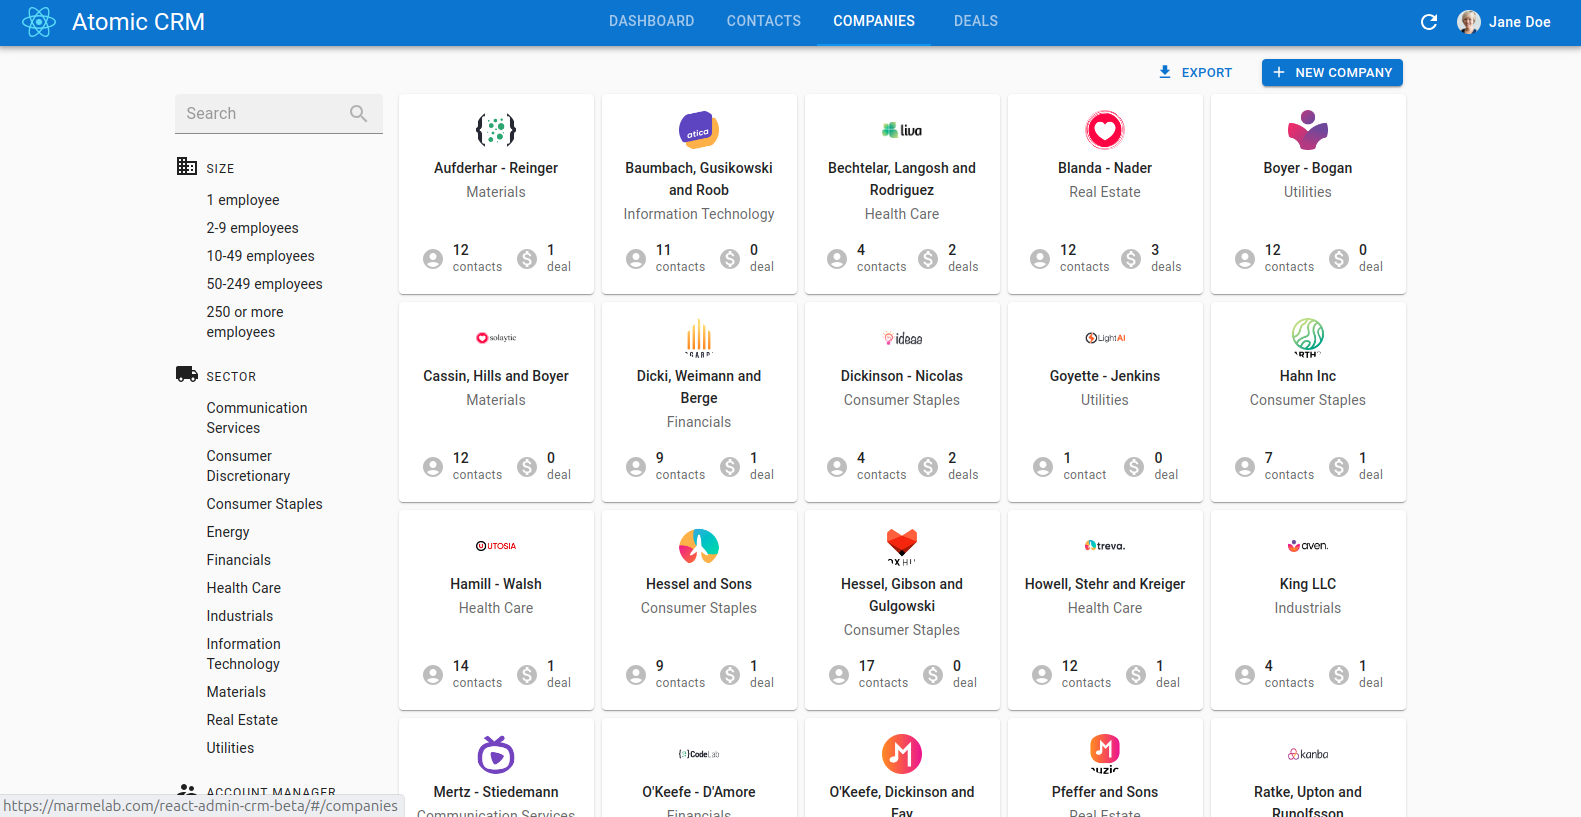 Atomic CRM
DASHBOARD
CONTACTS
COMPANIES
DEALS
Jane Doe
EXPORT
NEW COMPANY
Search
SIZE
1 employee
2-9 employees
10-49 employees
50-249 employees
250 or more
employees
SECTOR
Communication
Services
Consumer
Discretionary
Consumer Staples
Energy
Financials
Health Care
Industrials
Information
Technology
Materials
Real Estate
Utilities
ACCOUNT MANAGER
https://marmelab.com/react-admin-crm-beta/#/companies
Aufderhar - Reinger
Materials
12
contacts
1
deal
atica
Baumbach, Gusikowski
and Roob
Information Technology
11
contacts
0
deal
liva
Bechtelar, Langosh and
Rodriguez
Health Care
4
contacts
2
deals
Blanda - Nader
Real Estate
12
contacts
3
deals
Boyer - Bogan
Utilities
12
contacts
0
deal
solaytic
Cassin, Hills and Boyer
Materials
12
contacts
0
deal
Dicki, Weimann and
Berge
Financials
9
contacts
1
deal
ideaa
Dickinson - Nicolas
Consumer Staples
4
contacts
2
deals
LightAI
Goyette - Jenkins
Utilities
1
contact
0
deal
Hahn Inc
Consumer Staples
7
contacts
1
deal
UTOSIA
Hamill - Walsh
Health Care
14
contacts
1
deal
Hessel and Sons
Consumer Staples
9
contacts
1
deal
Hessel, Gibson and
Gulgowski
Consumer Staples
17
contacts
0
deal
treva.
Howell, Stehr and Kreiger
Health Care
12
contacts
1
deal
aven.
King LLC
Industrials
4
contacts
1
deal
Mertz - Stiedemann
Communication Services
CodeLab
O'Keefe - D'Amore
Financials
O'Keefe, Dickinson and
Fay
Pfeffer and Sons
Real Estate
kanba
Ratke, Upton and
Runolfsson